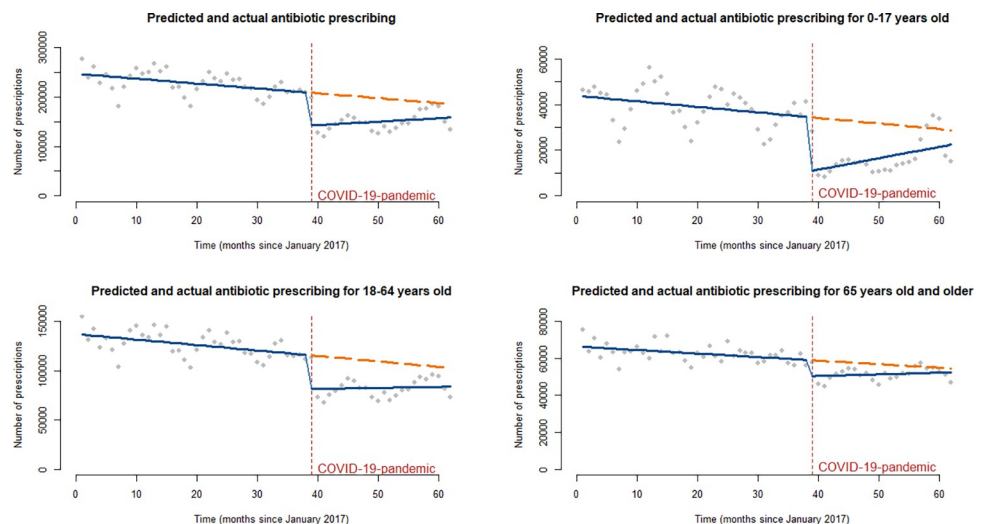 Predicted and actual antibiotic prescribing
Number of prescriptions
300000
200000
100000
0
0 10 20 30 40 50 60
COVID-19-pandemic
Time (months since January 2017)
Predicted and actual antibiotic prescribing for 0-17 years old
Number of prescriptions
60000
40000
20000
0
0 10 20 30 40 50 60
COVID-19-pandemic
Time (months since January 2017)
Predicted and actual antibiotic prescribing for 18-64 years old
Number of prescriptions
150000
100000
50000
0
0 10 20 30 40 50 60
COVID-19-pandemic
Time (months since January 2017)
Predicted and actual antibiotic prescribing for 65 years old and older
Number of prescriptions
80000
60000
40000
20000
0
0 10 20 30 40 50 60
COVID-19-pandemic
Time (months since January 2017)